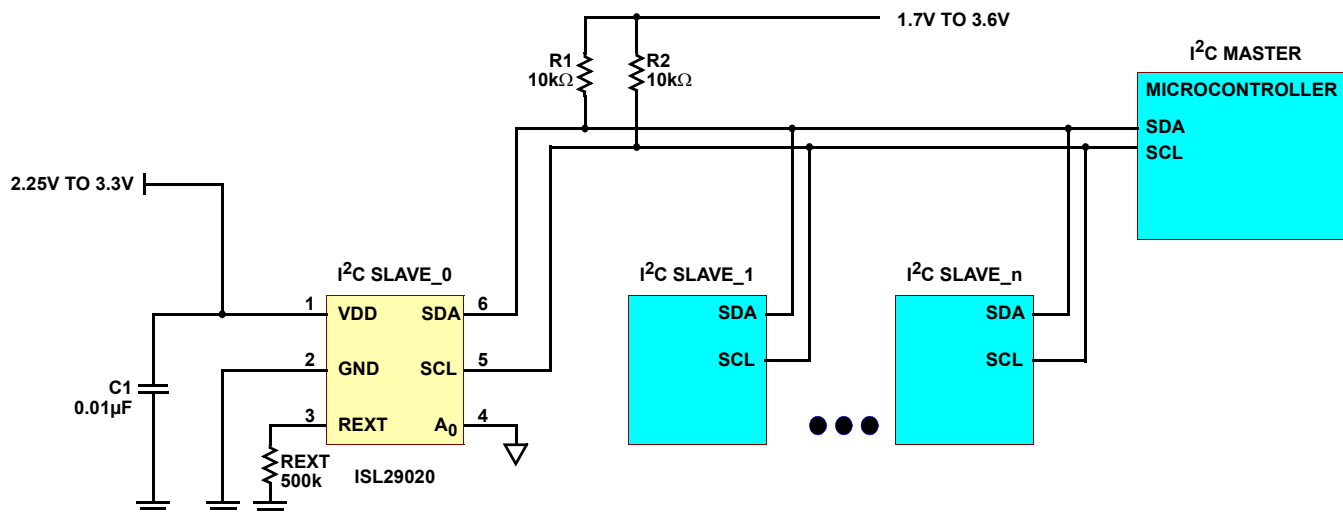 1.7V TO 3.6V
R1
10kΩ
R2
10kΩ
I²C MASTER
MICROCONTROLLER
SDA
SCL
2.25V TO 3.3V
I²C SLAVE_0
I²C SLAVE_1
I²C SLAVE_n
1
VDD
SDA
6
SDA
SDA
2
GND
SCL
5
SCL
SCL
C1
0.01µF
3
REXT
A₀
4
REXT
500k
ISL29020